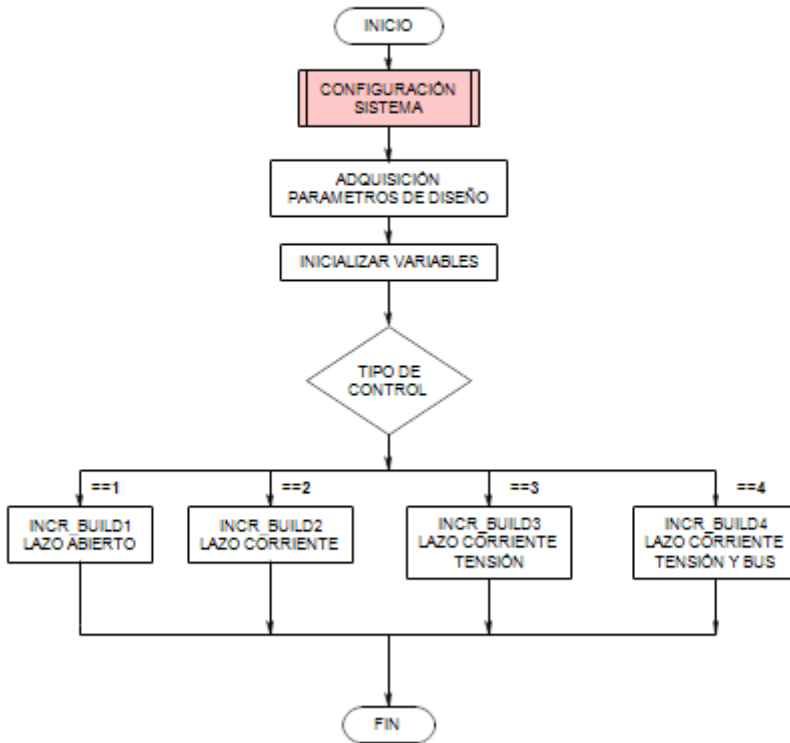 INICIO
CONFIGURACIÓN
SISTEMA
ADQUISICIÓN
PARAMETROS DE DISEÑO
INICIALIZAR VARIABLES
TIPO DE
CONTROL
==1
==2
==3
==4
INCR_BUILD1
LAZO ABIERTO
INCR_BUILD2
LAZO CORRIENTE
INCR_BUILD3
LAZO CORRIENTE
TENSIÓN
INCR_BUILD4
LAZO CORRIENTE
TENSIÓN Y BUS
FIN